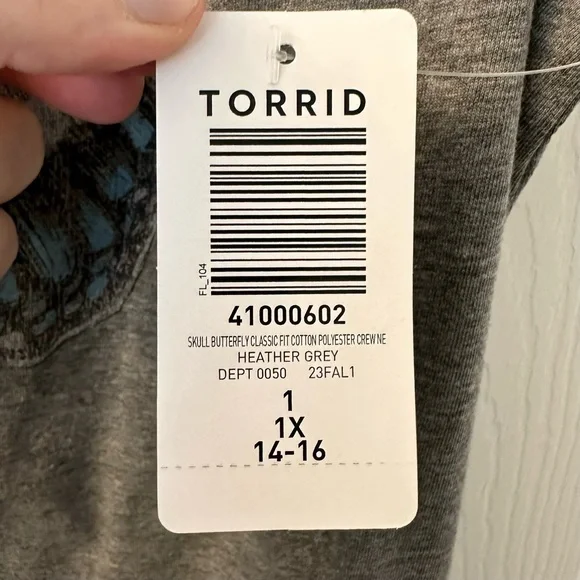 TORRID
FL_104
41000602
SKULL BUTTERFLY CLASSIC FIT COTTON POLYESTER CREW NE
HEATHER GREY
DEPT 0050 23FAL1
1
1X
14-16